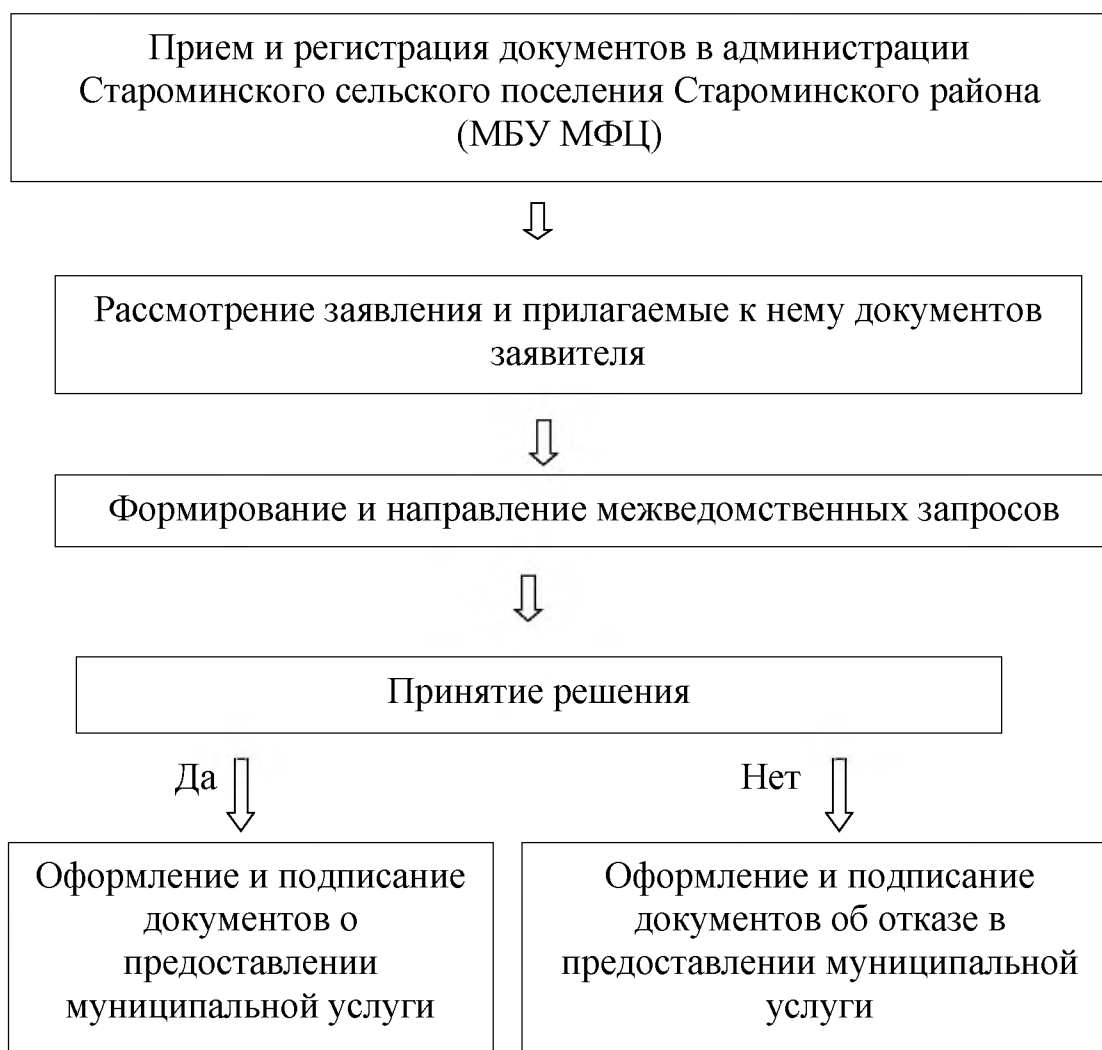 Прием и регистрация документов в администрации
Староминского сельского поселения Староминского района
(МБУ МФЦ)
Рассмотрение заявления и прилагаемые к нему документов
заявителя
Формирование и направление межведомственных запросов
Принятие решения
Да
Нет
Оформление и подписание
документов о
предоставлении
муниципальной услуги
Оформление и подписание
документов об отказе в
предоставлении муниципальной
услуги